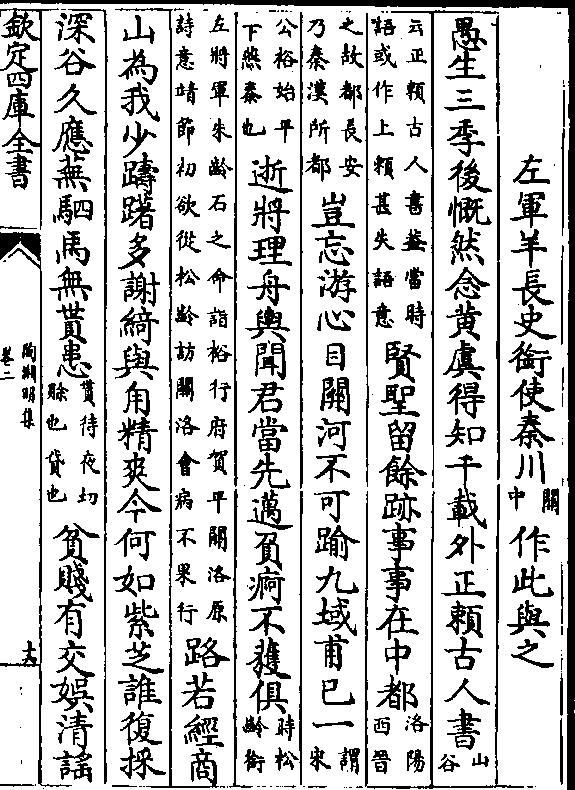 左軍羊長史銜使秦川關中作此與之
愚生三季後慨然念黃虞得知千載外正賴古人書山谷
云正賴古人書蓋當時語或作上賴甚失語意賢聖留餘跡事事在中都洛陽西晉
之故都長安乃秦漢所都豈忘游心目關河不可踰九域甫已一謂宋
公裕始平下燕秦也逝將理舟輿聞君當先邁負痾不獲俱時松齡銜
左將軍朱齡石之命詣裕行府賀平關洛原詩意靖節初欲從松齡訪關洛會病不果行路若經商
山為我少躊躇多謝綺與甪精爽今何如紫芝誰復採
深谷久應蕪駟馬無貰患貰待夜切賒也貸也貧賤有交娯清謠
欽定四庫全書
陶淵明集
卷二
十六